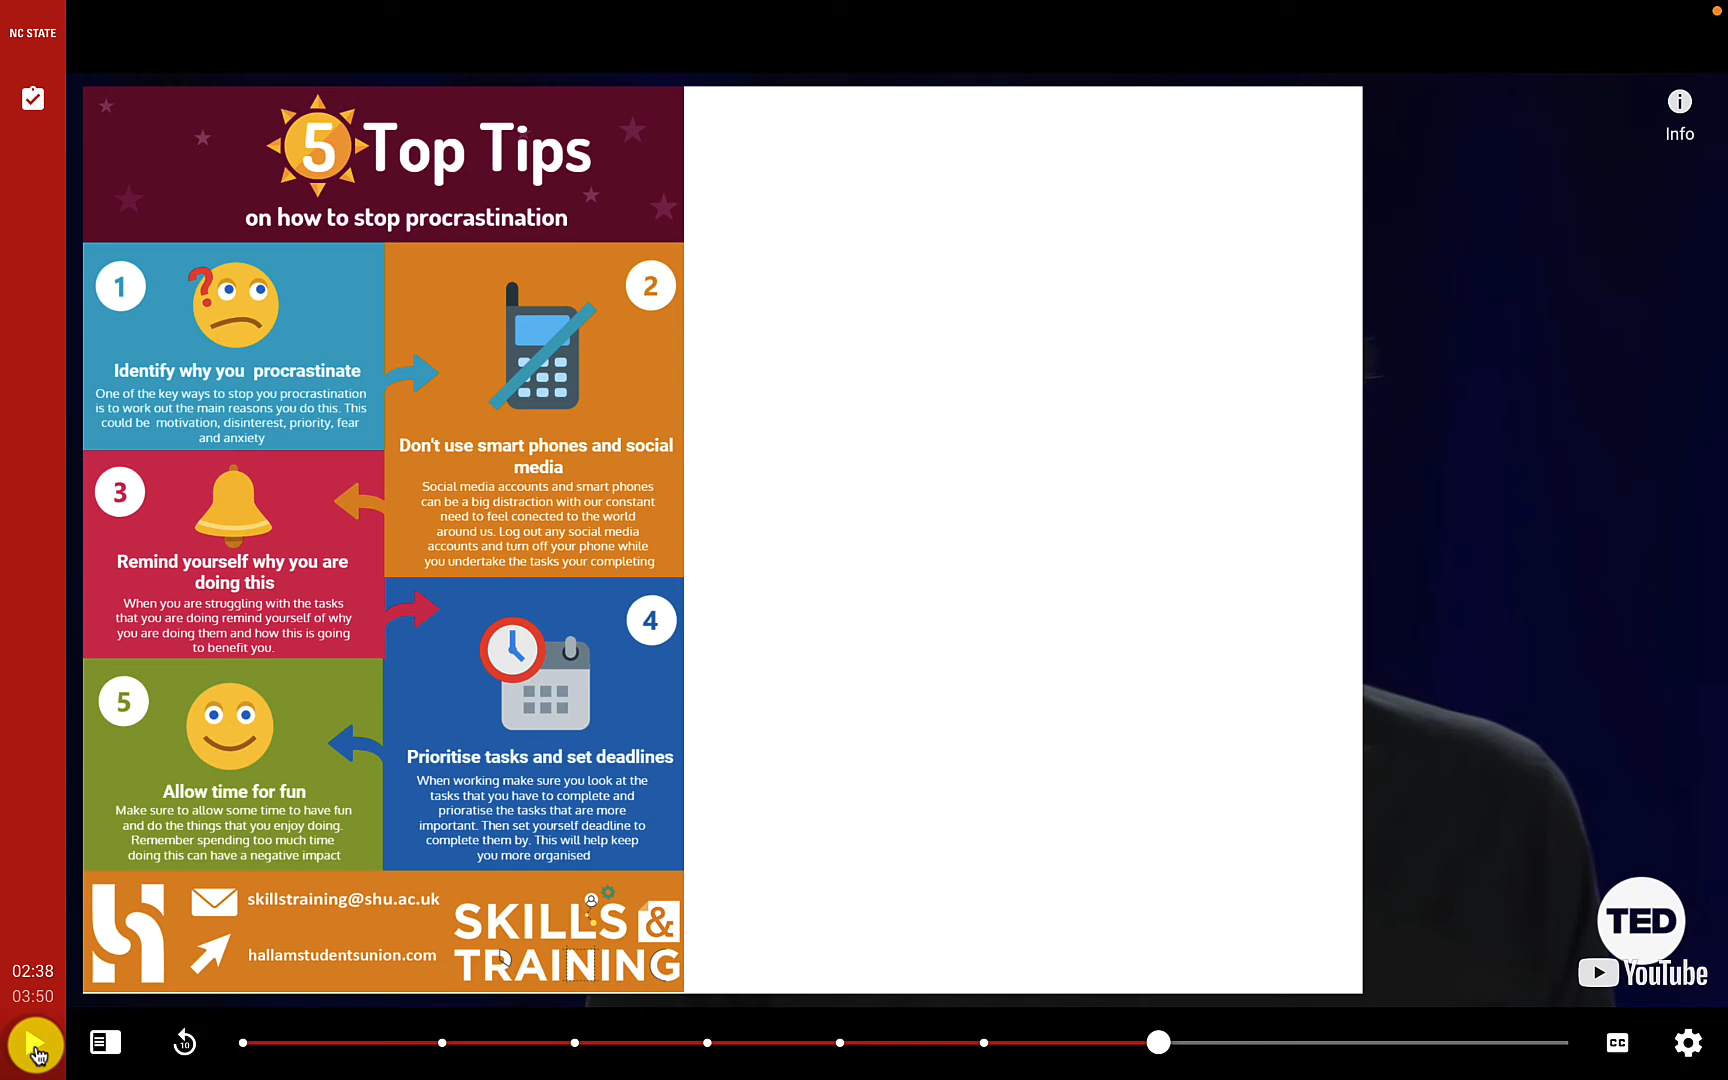 NC STATE
Info
5 Top Tips
on how to stop procrastination
1
Identify why you procrastinate
One of the key ways to stop you procrastination
is to work out the main reasons you do this. This
could be motivation, disinterest, priority, fear
and anxiety
2
Don't use smart phones and social
media
Social media accounts and smart phones
can be a big distraction with our constant
need to feel conected to the world
around us. Log out any social media
accounts and turn off your phone while
you undertake the tasks your completing
3
Remind yourself why you are
doing this
When you are struggling with the tasks
that you are doing remind yourself of why
you are doing them and how this is going
to benefit you.
4
Prioritise tasks and set deadlines
When working make sure you look at the
tasks that you have to complete and
prioratise the tasks that are more
important. Then set yourself deadline to
complete them by. This will help keep
you more organised
5
Allow time for fun
Make sure to allow some time to have fun
and do the things that you enjoy doing.
Remember spending too much time
doing this can have a negative impact
skillstraining@shu.ac.uk
hallamstudentsunion.com
SKILLS &
TRAINING
TED
YouTube
02:38
03:50
10
CC